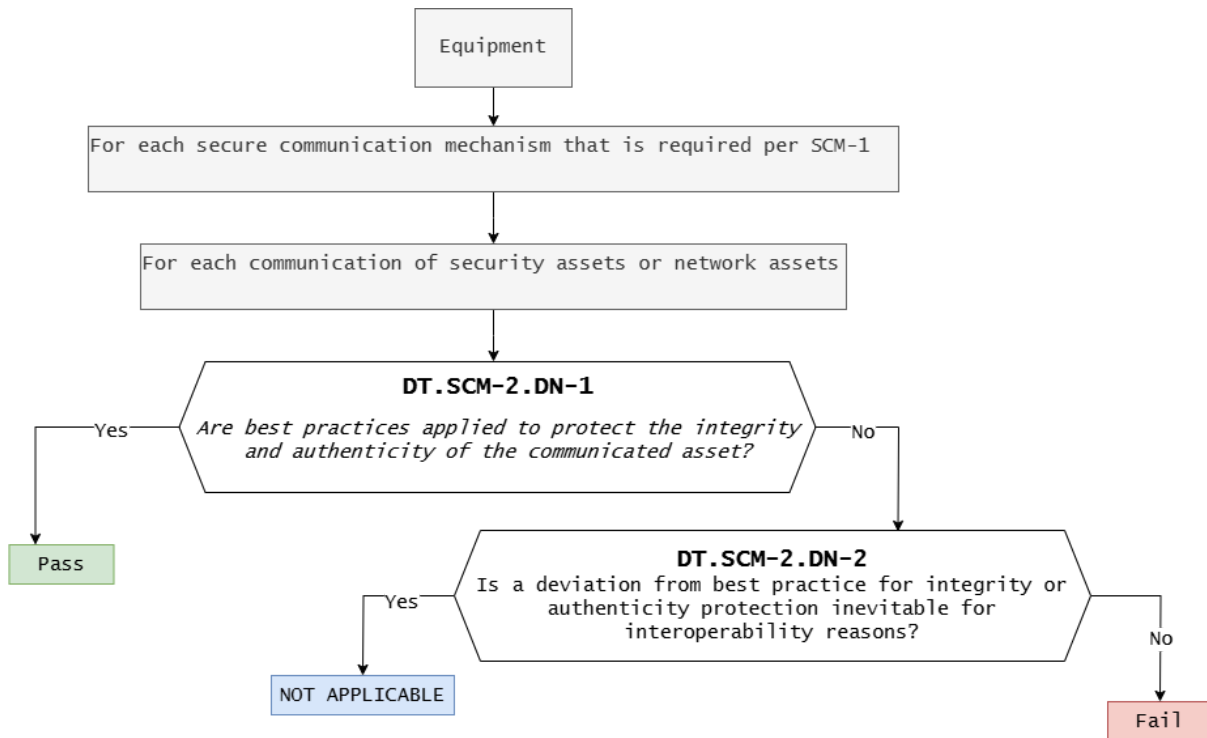 Equipment
For each secure communication mechanism that is required per SCM-1
For each communication of security assets or network assets
DT.SCM-2.DN-1
Are best practices applied to protect the integrity
and authenticity of the communicated asset?
Yes
No
Pass
DT.SCM-2.DN-2
Is a deviation from best practice for integrity or
authenticity protection inevitable for
interoperability reasons?
Yes
No
NOT APPLICABLE
Fail